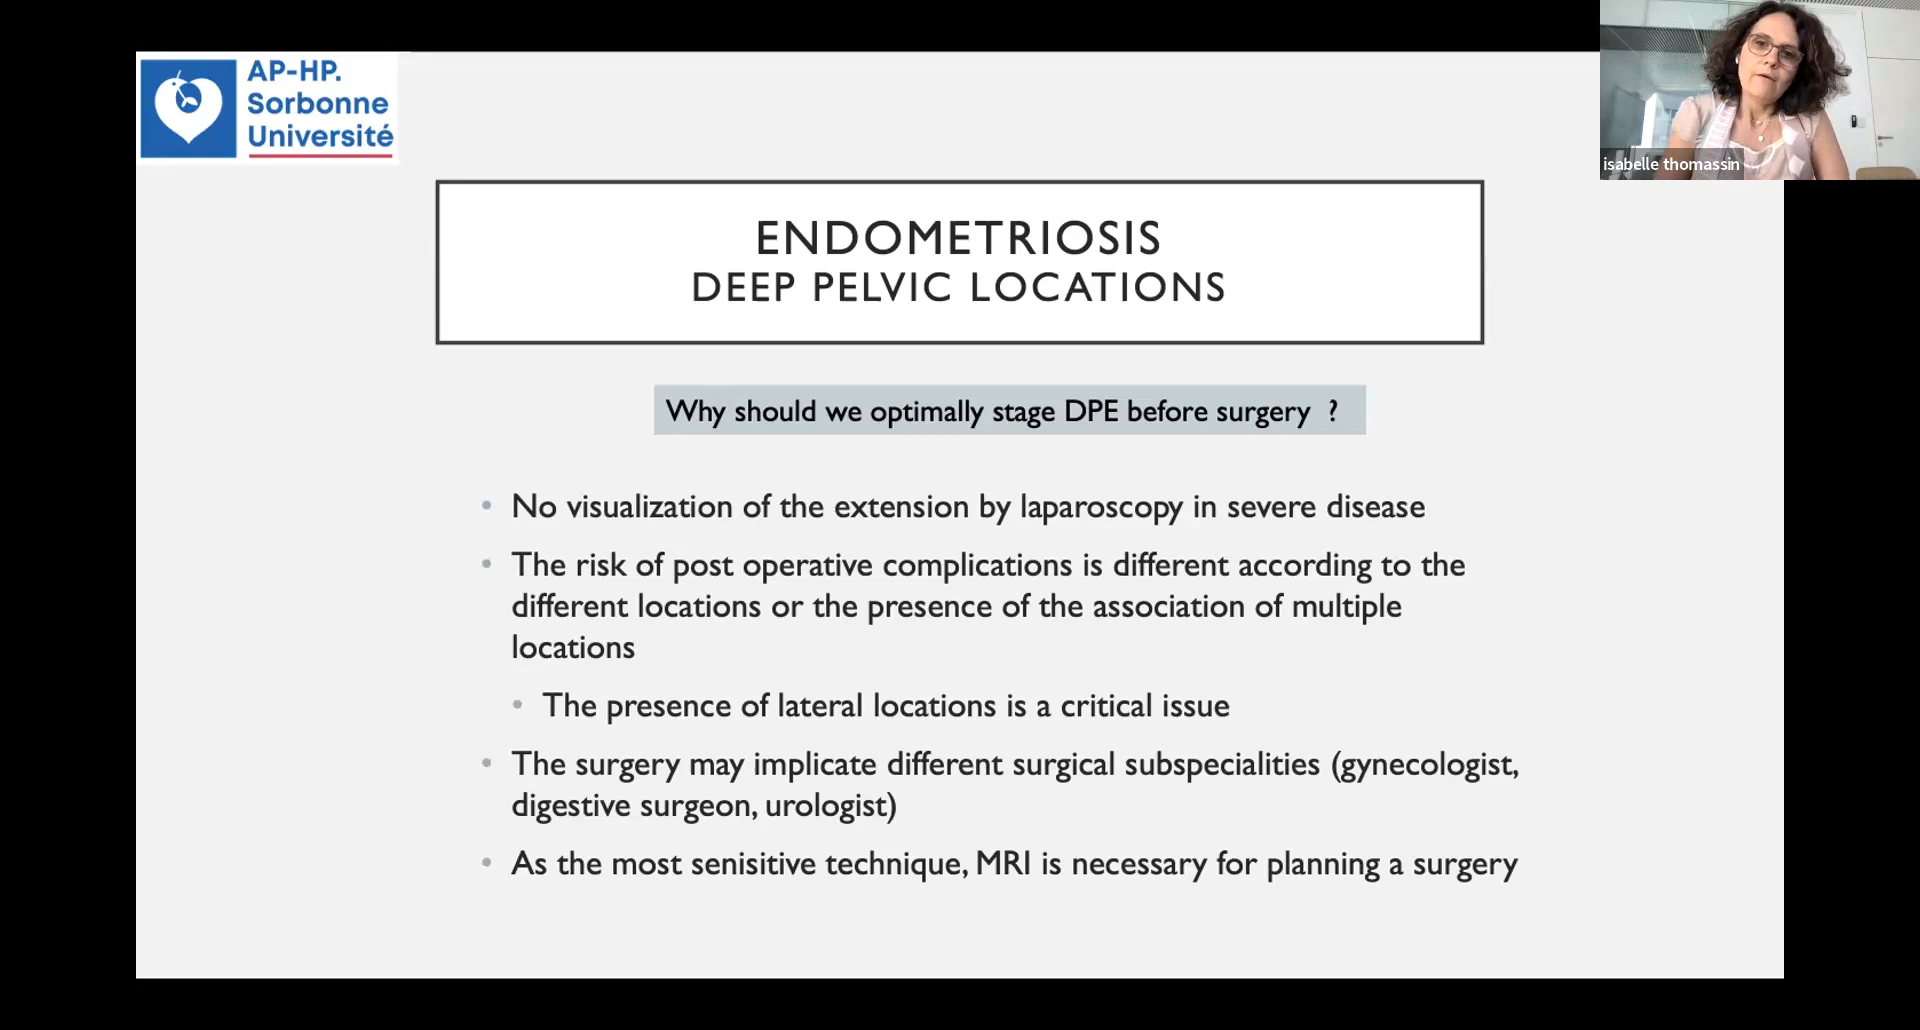 AP-HP.
Sorbonne
Université
isabelle thomassin
ENDOMETRIOSIS
DEEP PELVIC LOCATIONS
Why should we optimally stage DPE before surgery ?
• No visualization of the extension by laparoscopy in severe disease
• The risk of post operative complications is different according to the
different locations or the presence of the association of multiple
locations
• The presence of lateral locations is a critical issue
• The surgery may implicate different surgical subspecialities (gynecologist,
digestive surgeon, urologist)
• As the most senisitive technique, MRI is necessary for planning a surgery